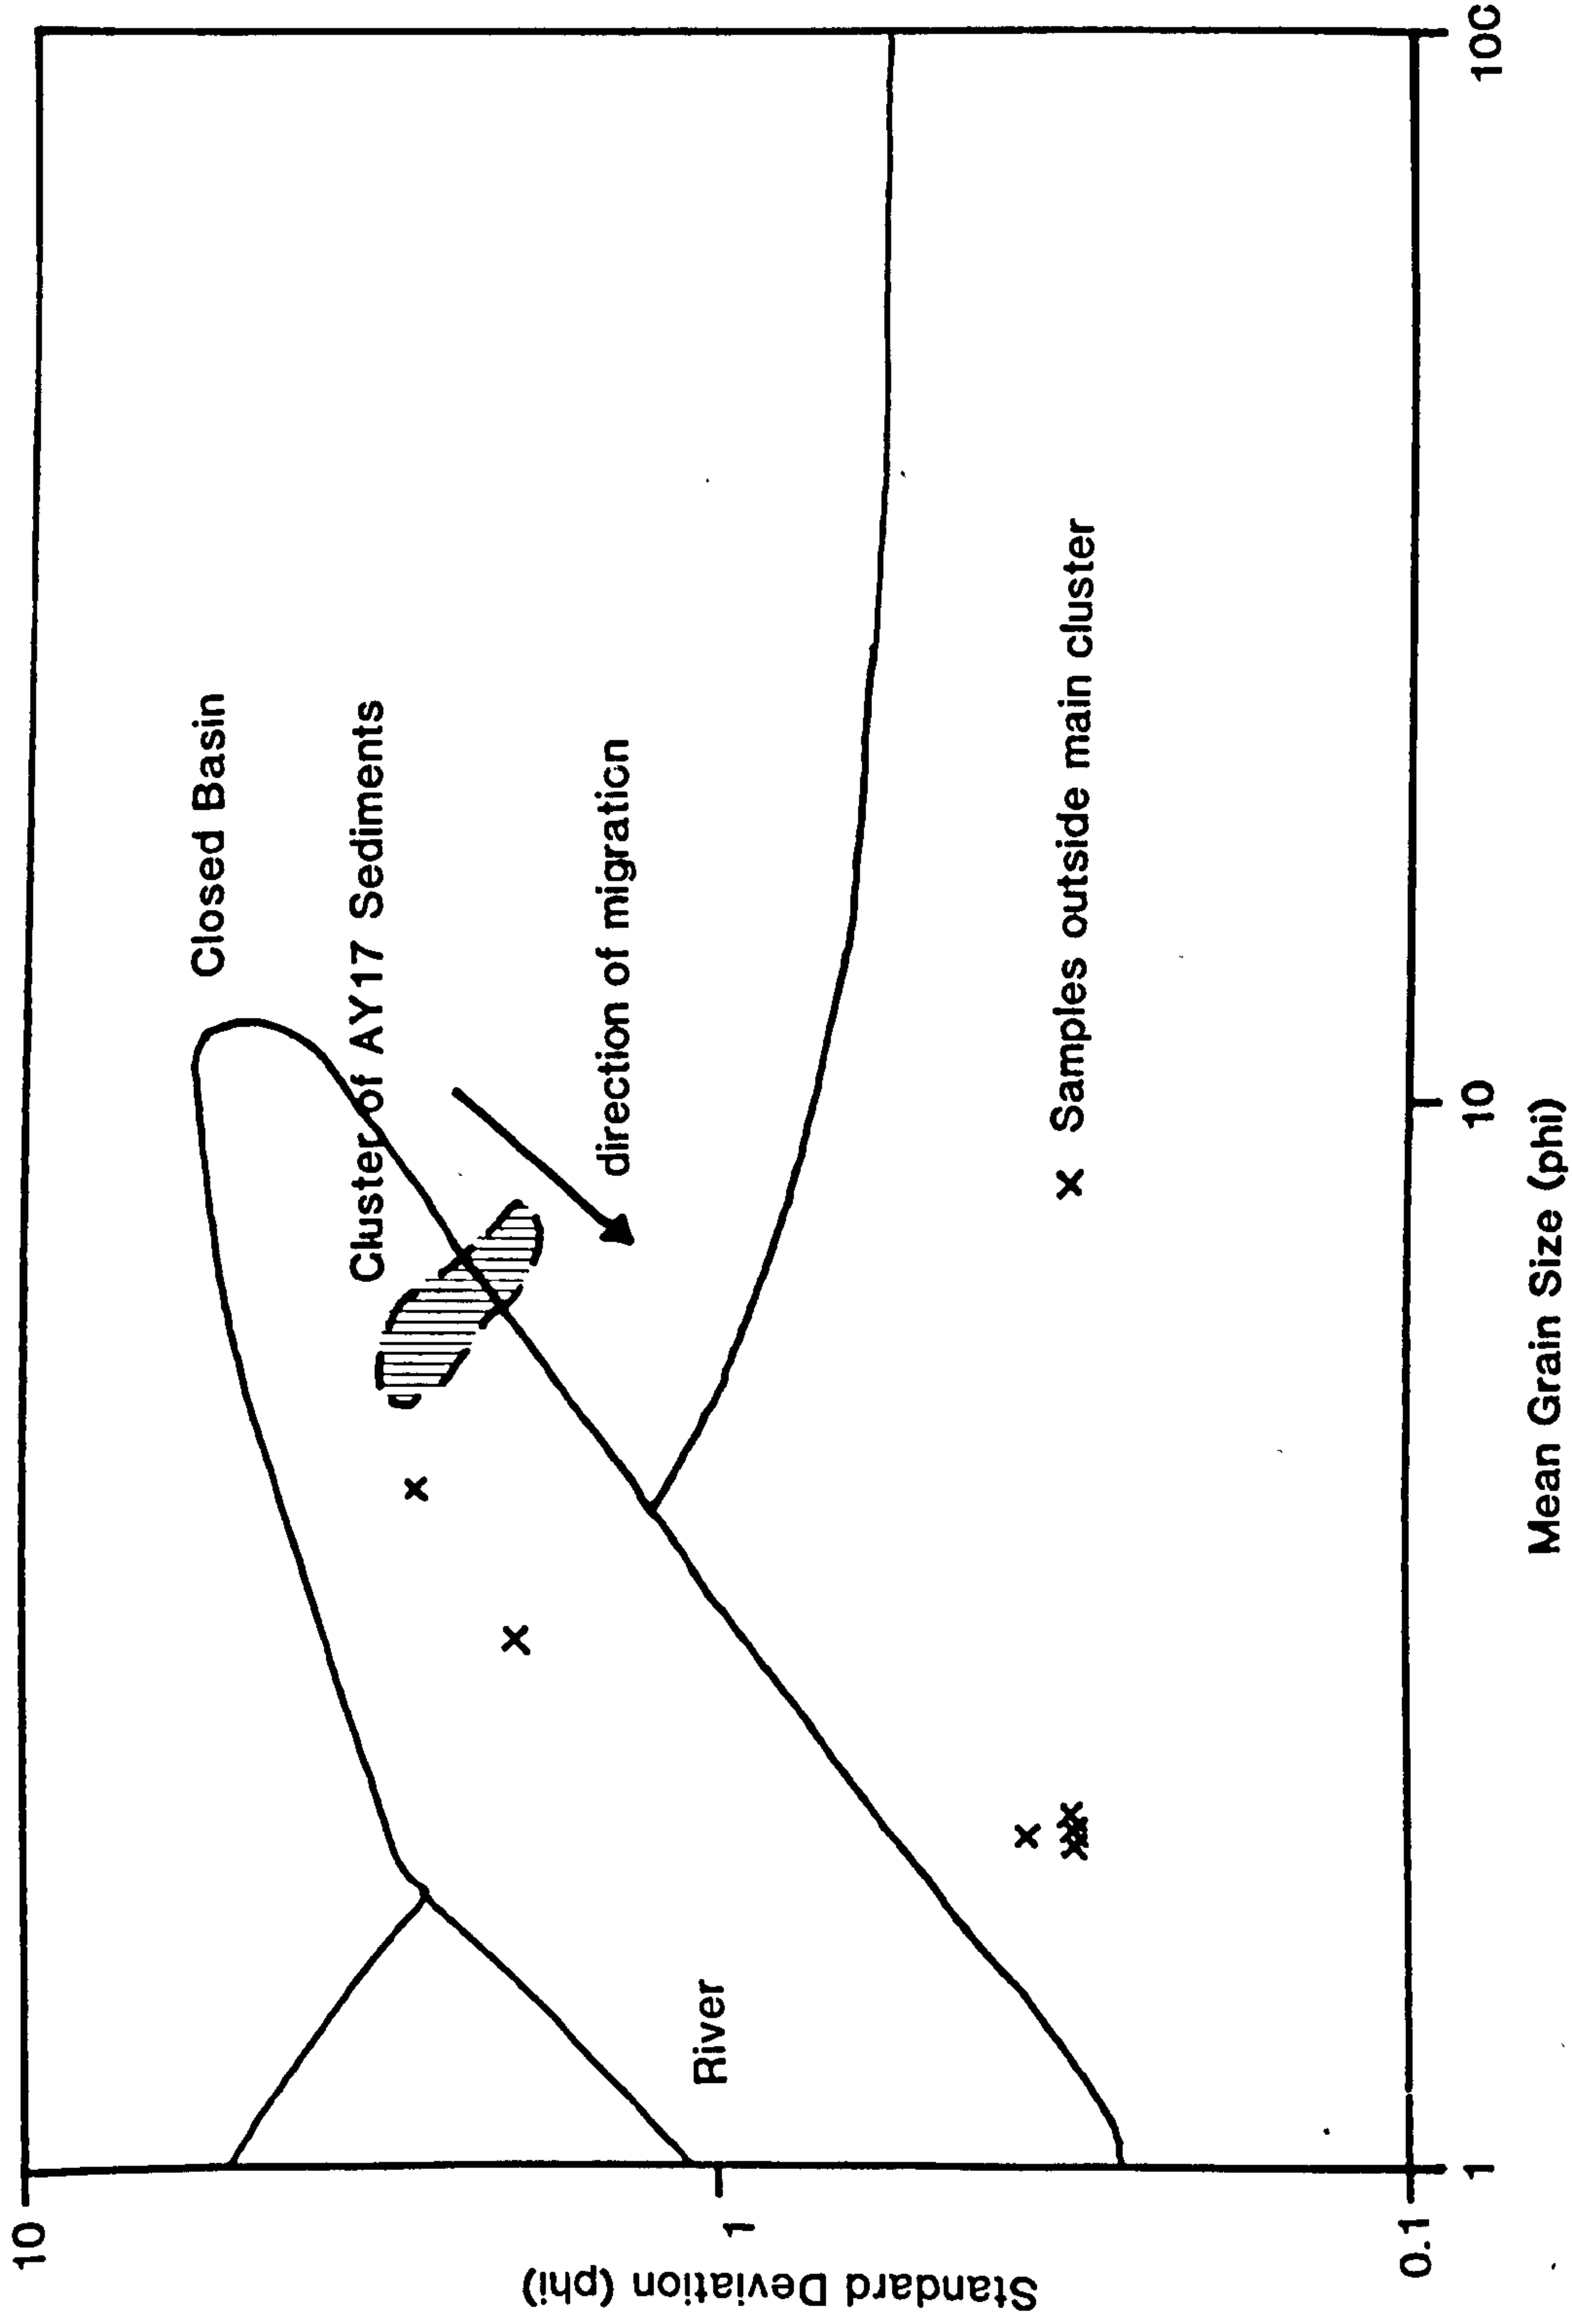 Closed Basin
Cluster of AY17 Sediments
direction of migration
River
x Samples outside main cluster
Standard Deviation (phi)
10
1
0.1
1
10
100
Mean Grain Size (phi)